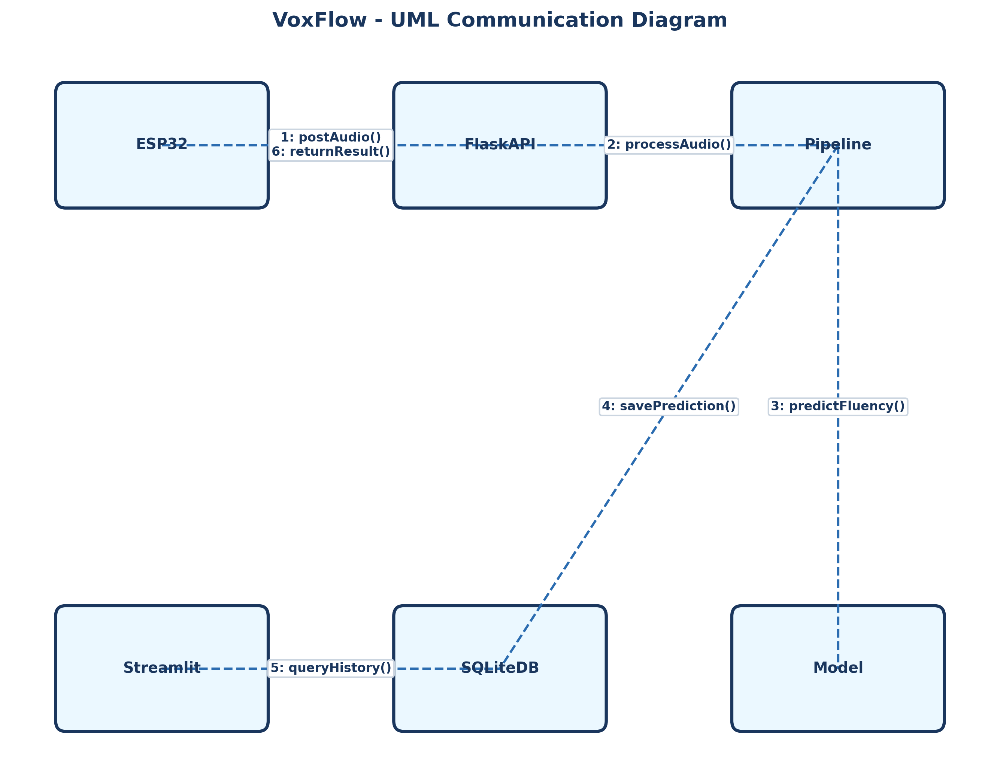 VoxFlow - UML Communication Diagram
ESP32
1: postAudio()
6: returnResult()
FlaskAPI
2: processAudio()
Pipeline
4: savePrediction()
3: predictFluency()
Streamlit
5: queryHistory()
SQLiteDB
Model